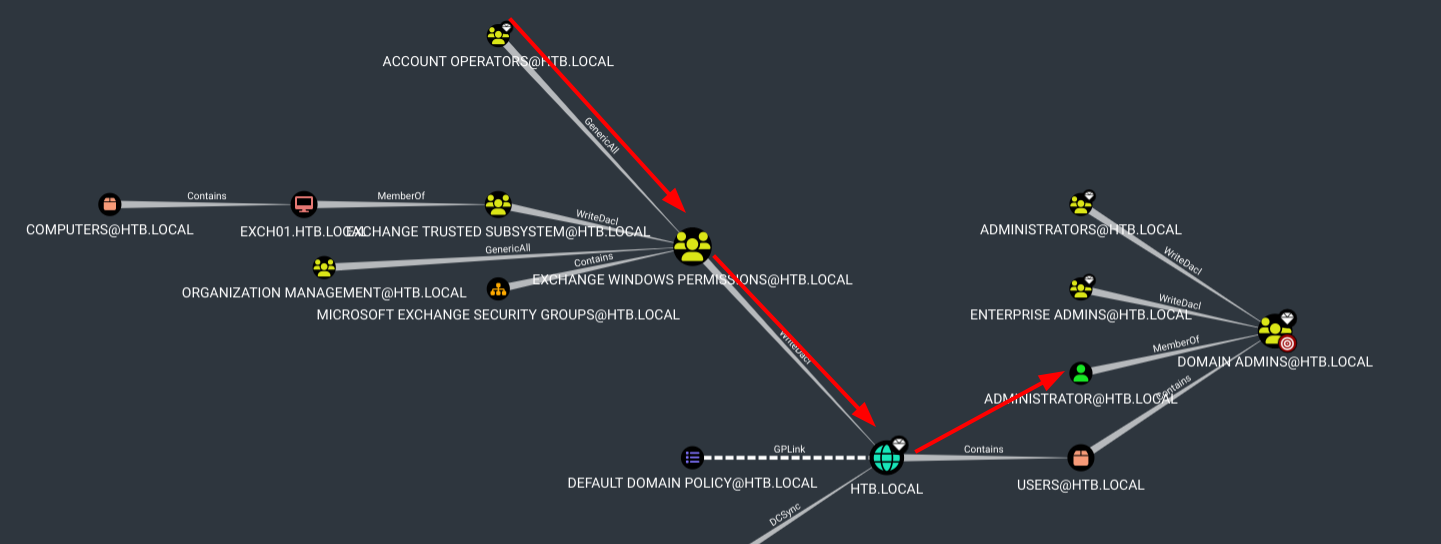 ACCOUNT OPERATORS@HTB.LOCAL
GenericAll
Contains
MemberOf
COMPUTERS@HTB.LOCAL
EXCH01.HTB.LOCAL
EXCHANGE TRUSTED SUBSYSTEM@HTB.LOCAL
WriteDacl
GenericAll
Contains
ORGANIZATION MANAGEMENT@HTB.LOCAL
EXCHANGE WINDOWS PERMISSIONS@HTB.LOCAL
MICROSOFT EXCHANGE SECURITY GROUPS@HTB.LOCAL
WriteDacl
ADMINISTRATORS@HTB.LOCAL
WriteDacl
WriteDacl
ENTERPRISE ADMINS@HTB.LOCAL
MemberOf
DOMAIN ADMINS@HTB.LOCAL
ADMINISTRATOR@HTB.LOCAL
Contains
GPLink
Contains
DEFAULT DOMAIN POLICY@HTB.LOCAL
HTB.LOCAL
USERS@HTB.LOCAL
DCSync